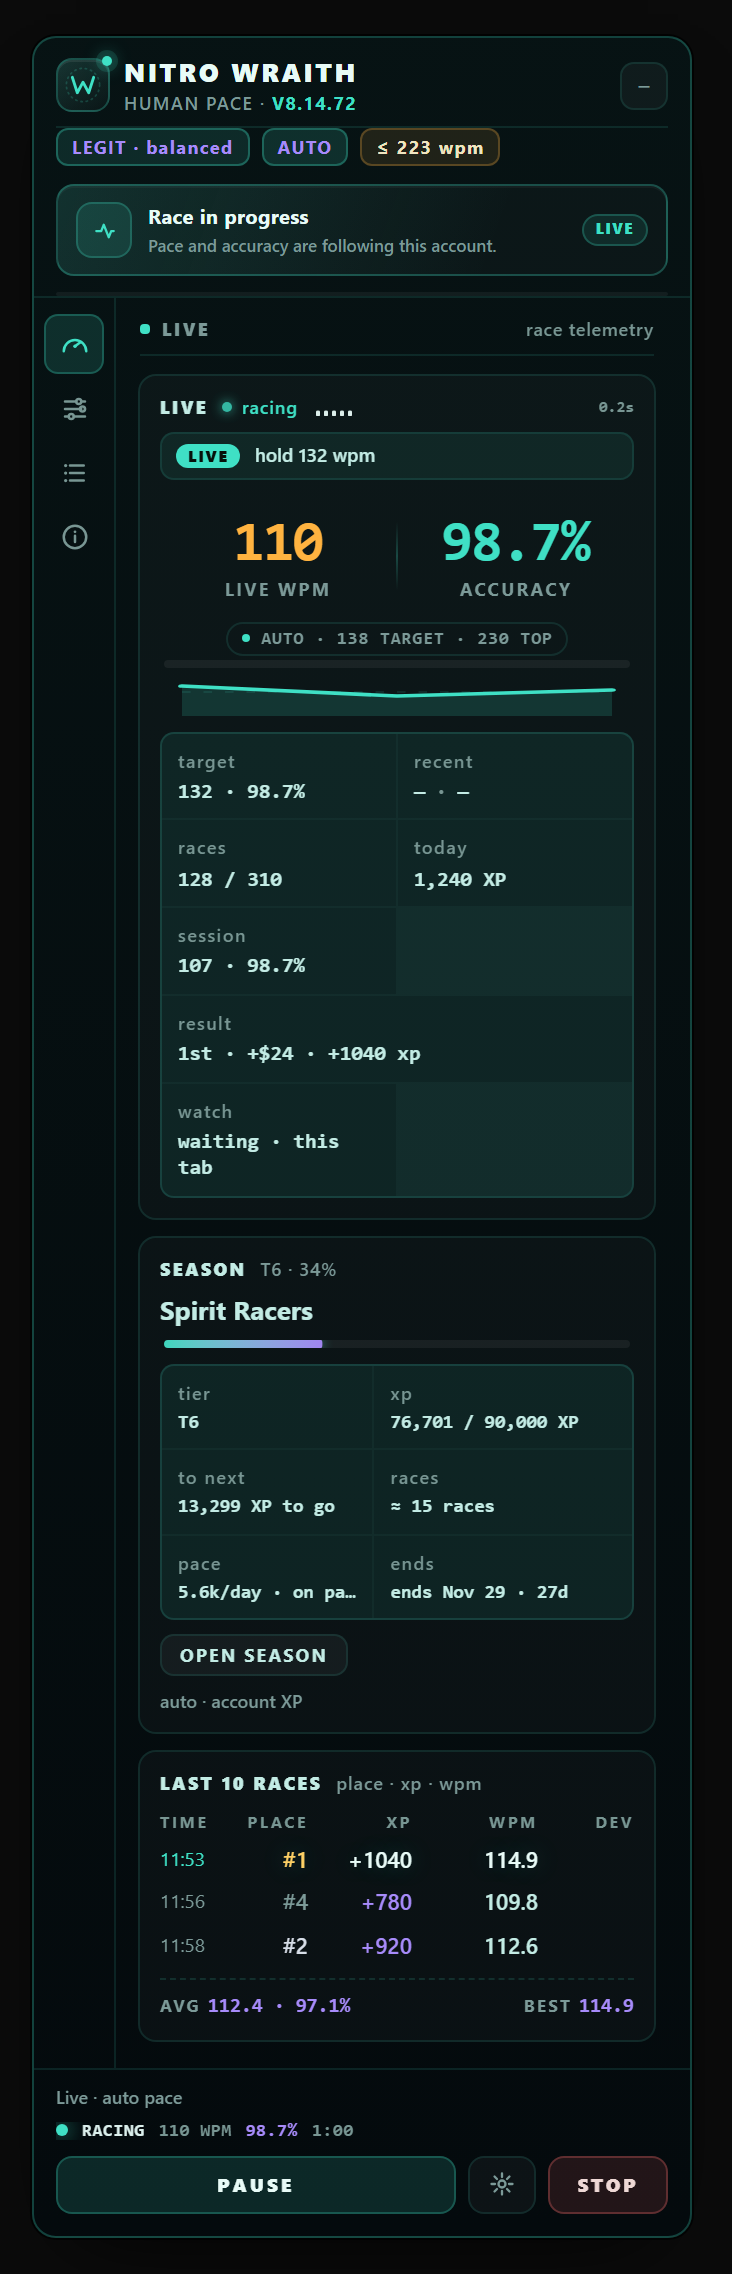 W
NITRO WRAITH
HUMAN PACE · V8.14.72
–
LEGIT · balanced AUTO ≤ 223 wpm
Race in progress
Pace and accuracy are following this account.
LIVE
LIVE race telemetry
LIVE racing ..... 0.2s
LIVE hold 132 wpm
110 98.7%
LIVE WPM ACCURACY
AUTO · 138 TARGET · 230 TOP
target recent
132 · 98.7% — · —
races today
128 / 310 1,240 XP
session
107 · 98.7%
result
1st · +$24 · +1040 xp
watch
waiting · this
tab
SEASON T6 · 34%
Spirit Racers
tier xp
T6 76,701 / 90,000 XP
to next races
13,299 XP to go ≈ 15 races
pace ends
5.6k/day · on pa… ends Nov 29 · 27d
OPEN SEASON
auto · account XP
LAST 10 RACES place · xp · wpm
TIME PLACE XP WPM DEV
11:53 #1 +1040 114.9
11:56 #4 +780 109.8
11:58 #2 +920 112.6
AVG 112.4 · 97.1% BEST 114.9
Live · auto pace
RACING 110 WPM 98.7% 1:00
PAUSE STOP